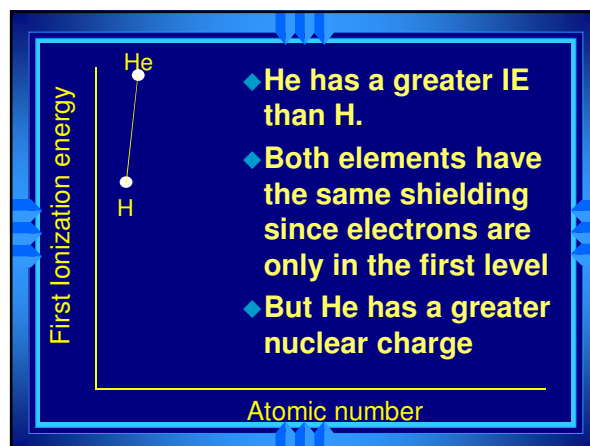 He
H
First Ionization energy
Atomic number
◆He has a greater IE
than H.
◆Both elements have
the same shielding
since electrons are
only in the first level
◆But He has a greater
nuclear charge